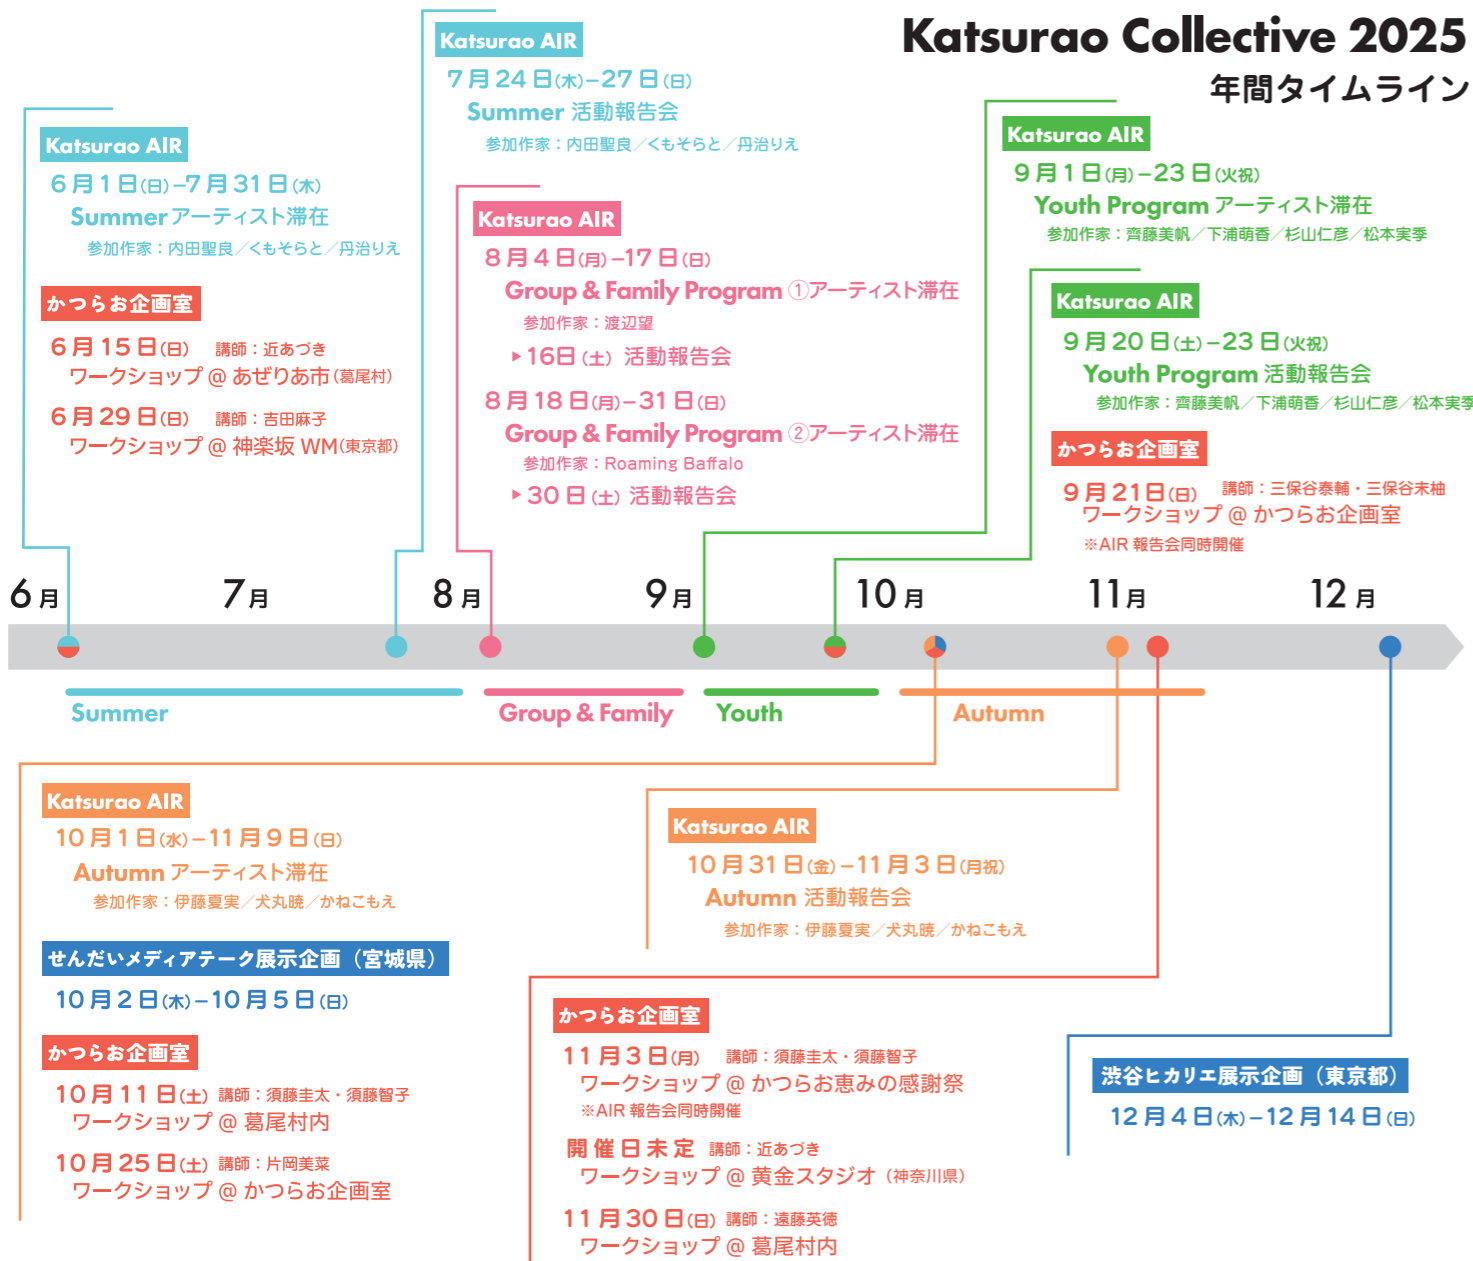 Katsurao Collective 2025
年間タイムライン
Katsurao AIR
6月1日(日)–7月31日(木)
Summer アーティスト滞在
参加作家：内田聖良／くもそらと／丹治りえ
かつらお企画室
6月15日(日) 講師：近あづき
ワークショップ @ あぜりあ市(葛尾村)
6月29日(日) 講師：吉田麻子
ワークショップ @ 神楽坂 WM(東京都)
Katsurao AIR
7月24日(木)–27日(日)
Summer 活動報告会
参加作家：内田聖良／くもそらと／丹治りえ
Katsurao AIR
8月4日(月)–17日(日)
Group & Family Program ①アーティスト滞在
参加作家：渡辺望
▶16日(土) 活動報告会
8月18日(月)–31日(日)
Group & Family Program ②アーティスト滞在
参加作家：Roaming Baffalo
▶30日(土) 活動報告会
Katsurao AIR
9月1日(月)–23日(火祝)
Youth Program アーティスト滞在
参加作家：齊藤美帆／下浦萌香／杉山仁彦／松本実季
Katsurao AIR
9月20日(土)–23日(火祝)
Youth Program 活動報告会
参加作家：齊藤美帆／下浦萌香／杉山仁彦／松本実季
かつらお企画室
9月21日(日) 講師：三保谷泰輔・三保谷未柚
ワークショップ @ かつらお企画室
※AIR 報告会同時開催
6月 7月 8月 9月 10月 11月 12月
Summer Group & Family Youth Autumn
Katsurao AIR
10月1日(水)–11月9日(日)
Autumn アーティスト滞在
参加作家：伊藤夏実／犬丸暁／かねこもえ
せんだいメディアテーク展示企画（宮城県）
10月2日(木)–10月5日(日)
かつらお企画室
10月11日(土) 講師：須藤圭太・須藤智子
ワークショップ @ 葛尾村内
10月25日(土) 講師：片岡美菜
ワークショップ @ かつらお企画室
Katsurao AIR
10月31日(金)–11月3日(月祝)
Autumn 活動報告会
参加作家：伊藤夏実／犬丸暁／かねこもえ
かつらお企画室
11月3日(月) 講師：須藤圭太・須藤智子
ワークショップ @ かつらお恵みの感謝祭
※AIR 報告会同時開催
開催日未定 講師：近あづき
ワークショップ @ 黄金スタジオ（神奈川県）
11月30日(日) 講師：遠藤英徳
ワークショップ @ 葛尾村内
渋谷ヒカリエ展示企画（東京都）
12月4日(木)–12月14日(日)